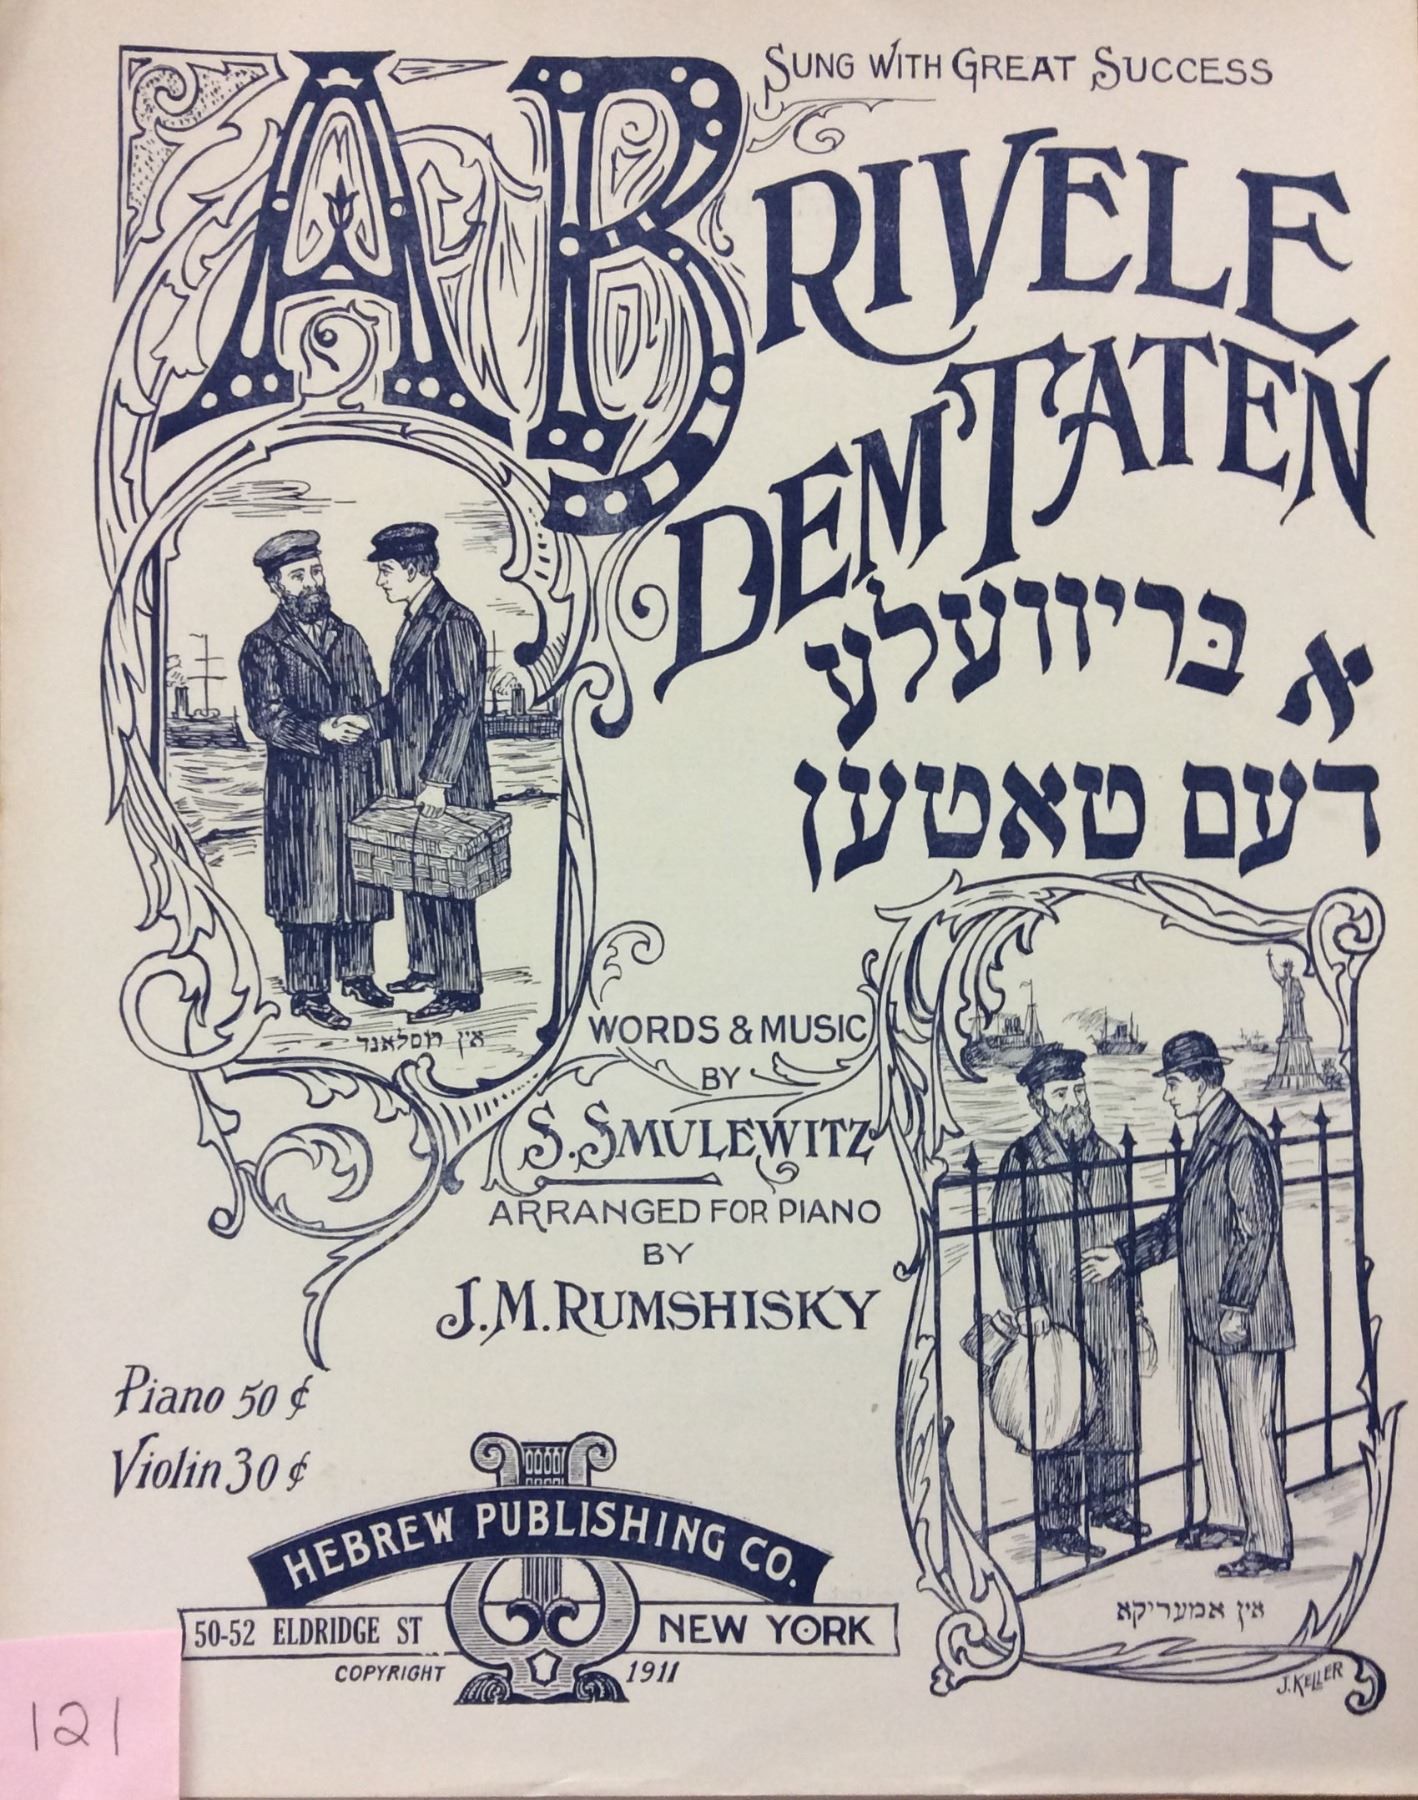 SUNG WITH GREAT SUCCESS
A BRIVELE
DEM TATEN
א בּריוועלע
דעם טאטען
אין רוסלאנד
WORDS & MUSIC
BY
S. SMULEWITZ
ARRANGED FOR PIANO
BY
J.M. RUMSHISKY
Piano 50 ¢
Violin 30 ¢
HEBREW PUBLISHING CO.
50-52 ELDRIDGE ST NEW YORK
COPYRIGHT 1911
אין אמעריקא
J. KELLER
121